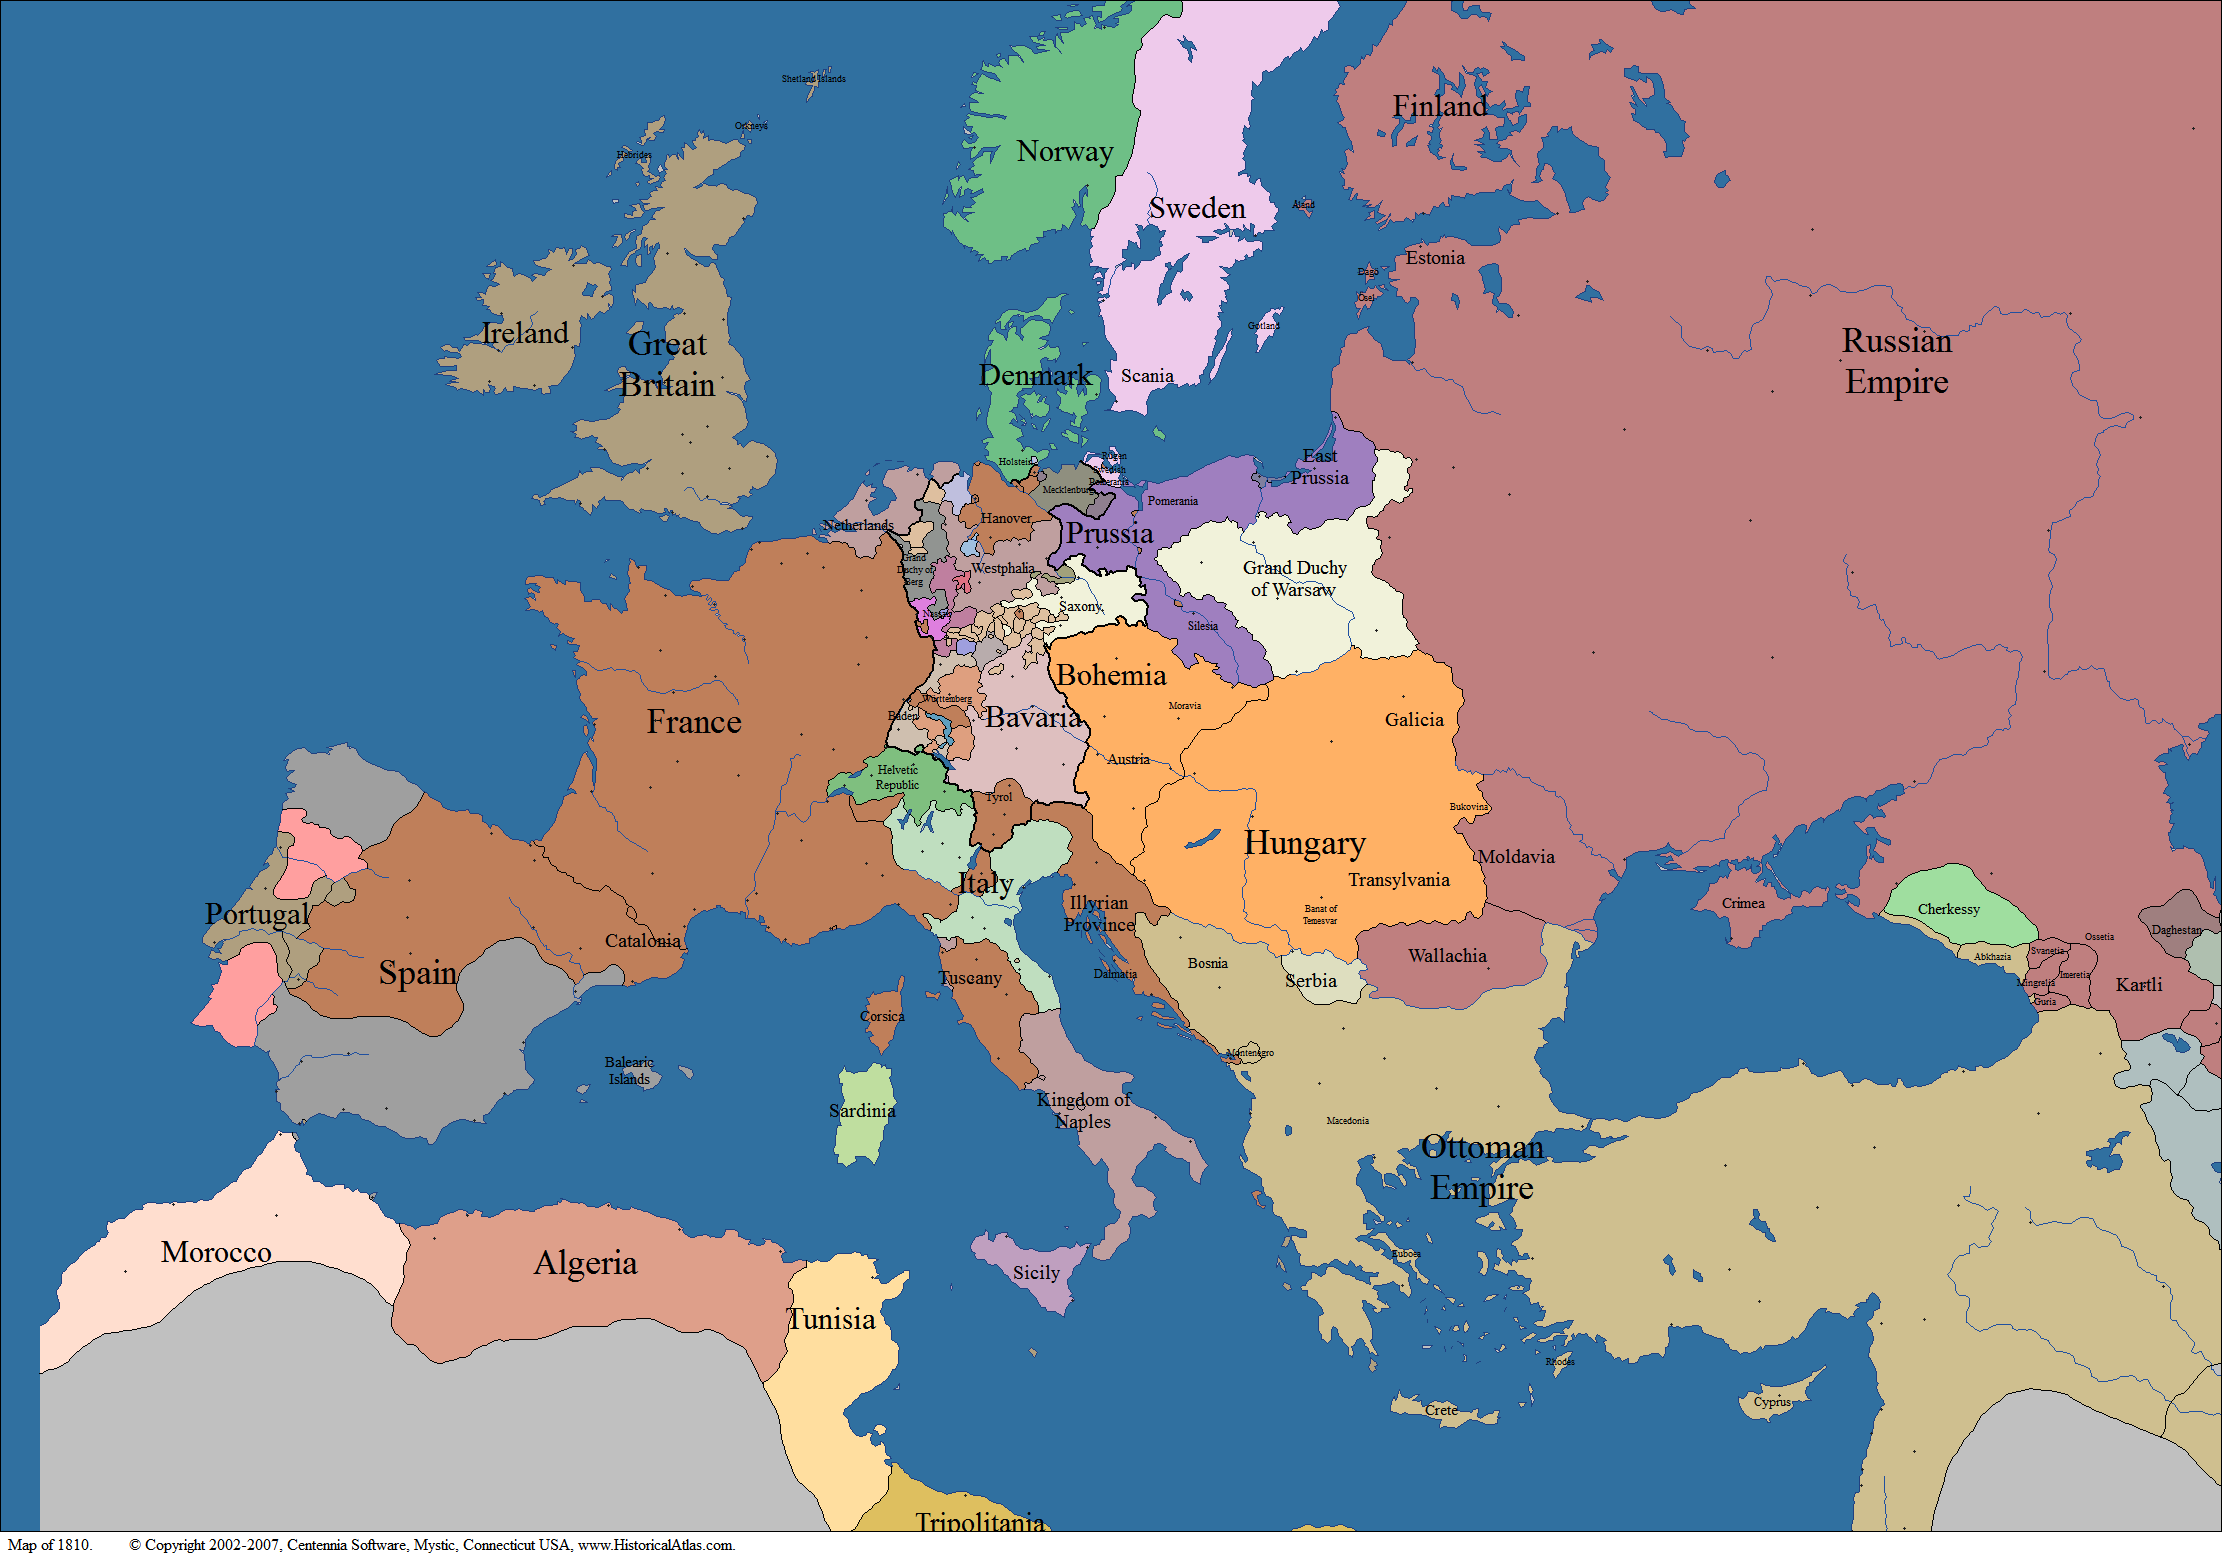 Shetland Islands
Orkneys
Hebrides
Norway
Finland
Sweden
Åland
Estonia
Dagö
Ösel
Ireland
Great
Britain
Gotland
Russian
Empire
Denmark
Scania
Holstein
Rügen
Swedish
Pomerania
Mecklenburg
East
Prussia
Pomerania
Netherlands
Hanover
Prussia
Grand
Duchy of
Berg
Westphalia
Grand Duchy
of Warsaw
Saxony
Nassau
Silesia
Bohemia
Moravia
Württemberg
Baden
Bavaria
France
Galicia
Austria
Helvetic
Republic
Tyrol
Bukovina
Hungary
Moldavia
Transylvania
Italy
Banat of
Temesvar
Illyrian
Province
Portugal
Crimea
Cherkessy
Catalonia
Spain
Daghestan
Ossetia
Svanetia
Abkhazia
Imeretia
Mingrelia
Guria
Kartli
Wallachia
Bosnia
Serbia
Dalmatia
Tuscany
Corsica
Montenegro
Balearic
Islands
Sardinia
Kingdom of
Naples
Macedonia
Ottoman
Empire
Morocco
Algeria
Sicily
Euboea
Tunisia
Rhodes
Crete
Cyprus
Tripolitania
Map of 1810. © Copyright 2002-2007, Centennia Software, Mystic, Connecticut USA, www.HistoricalAtlas.com.